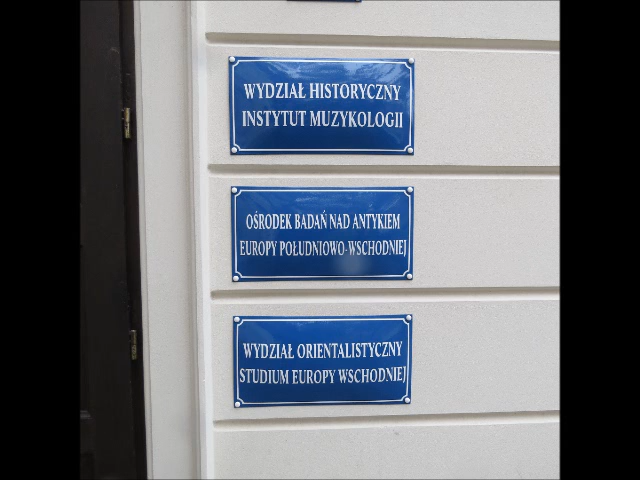 WYDZIAŁ HISTORYCZNY
INSTYTUT MUZYKOLOGII
OŚRODEK BADAŃ NAD ANTYKIEM
EUROPY POŁUDNIOWO-WSCHODNIEJ
WYDZIAŁ ORIENTALISTYCZNY
STUDIUM EUROPY WSCHODNIEJ